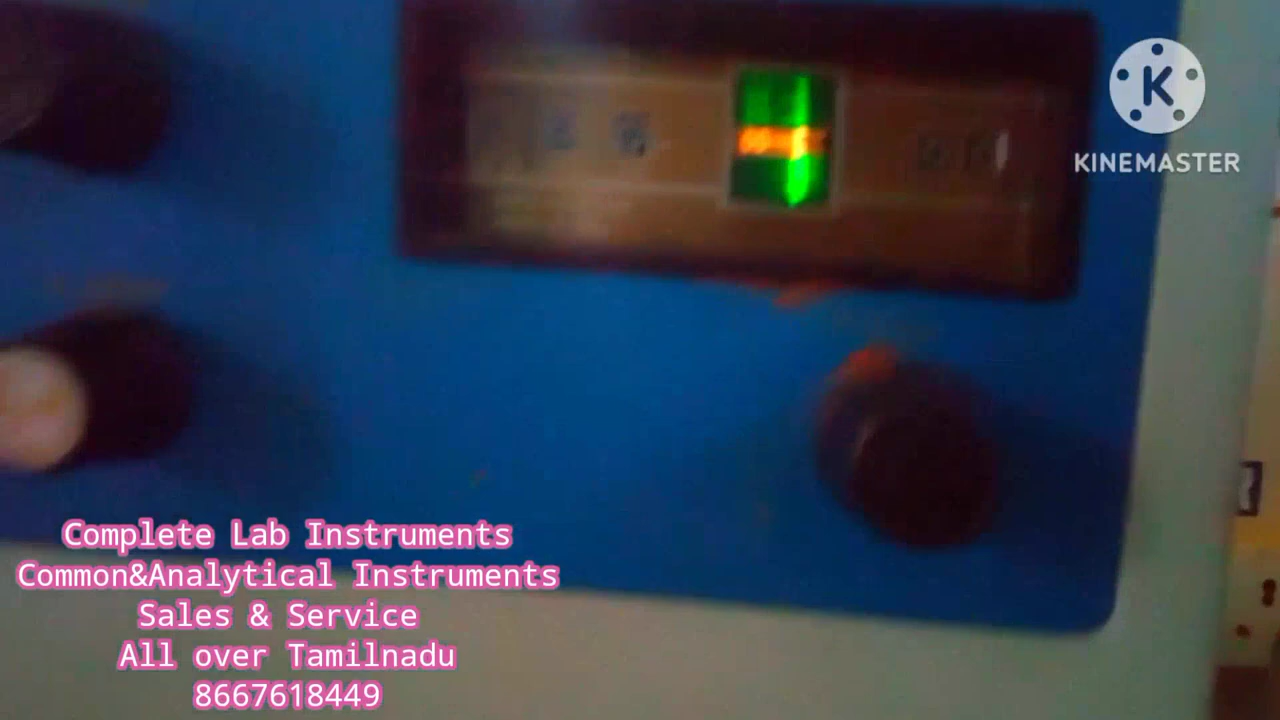 KINEMASTER
Complete Lab Instruments
Common&Analytical Instruments
Sales & Service
All over Tamilnadu
8667618449